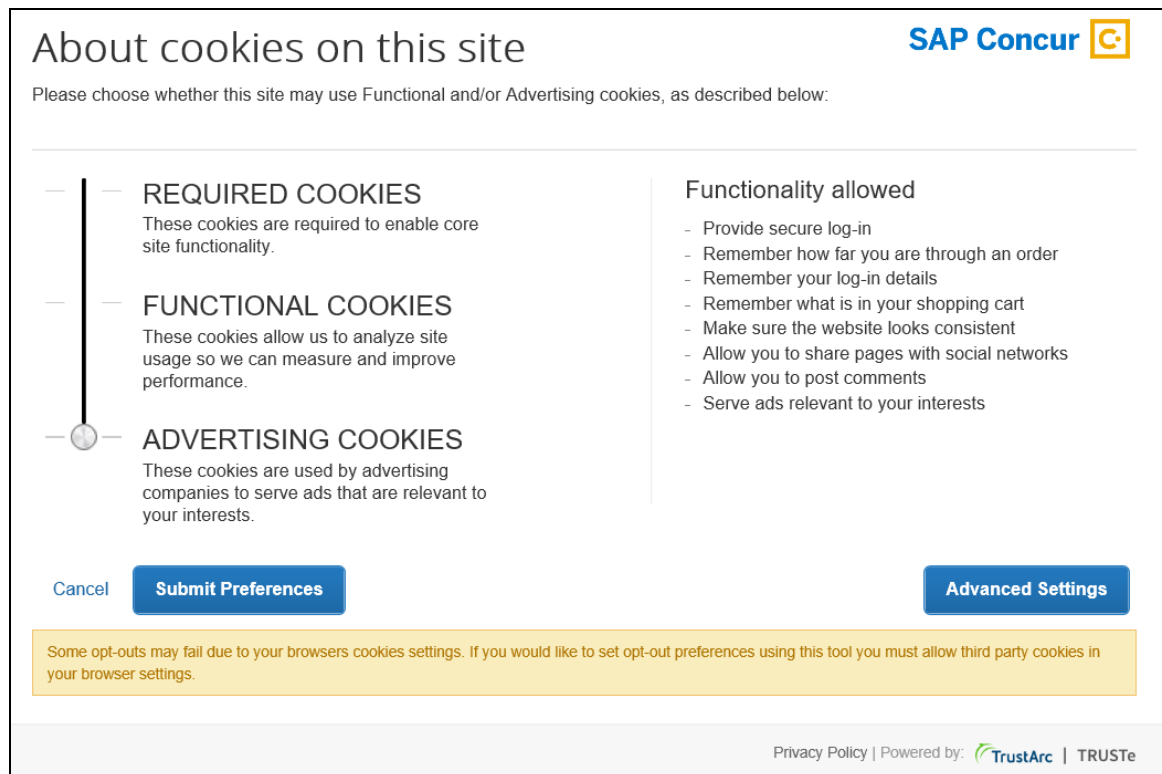 About cookies on this site
SAP Concur C
Please choose whether this site may use Functional and/or Advertising cookies, as described below:
REQUIRED COOKIES
These cookies are required to enable core
site functionality.
FUNCTIONAL COOKIES
These cookies allow us to analyze site
usage so we can measure and improve
performance.
ADVERTISING COOKIES
These cookies are used by advertising
companies to serve ads that are relevant to
your interests.
Functionality allowed
- Provide secure log-in
- Remember how far you are through an order
- Remember your log-in details
- Remember what is in your shopping cart
- Make sure the website looks consistent
- Allow you to share pages with social networks
- Allow you to post comments
- Serve ads relevant to your interests
Cancel
Submit Preferences
Advanced Settings
Some opt-outs may fail due to your browsers cookies settings. If you would like to set opt-out preferences using this tool you must allow third party cookies in
your browser settings.
Privacy Policy | Powered by: TrustArc | TRUSTe